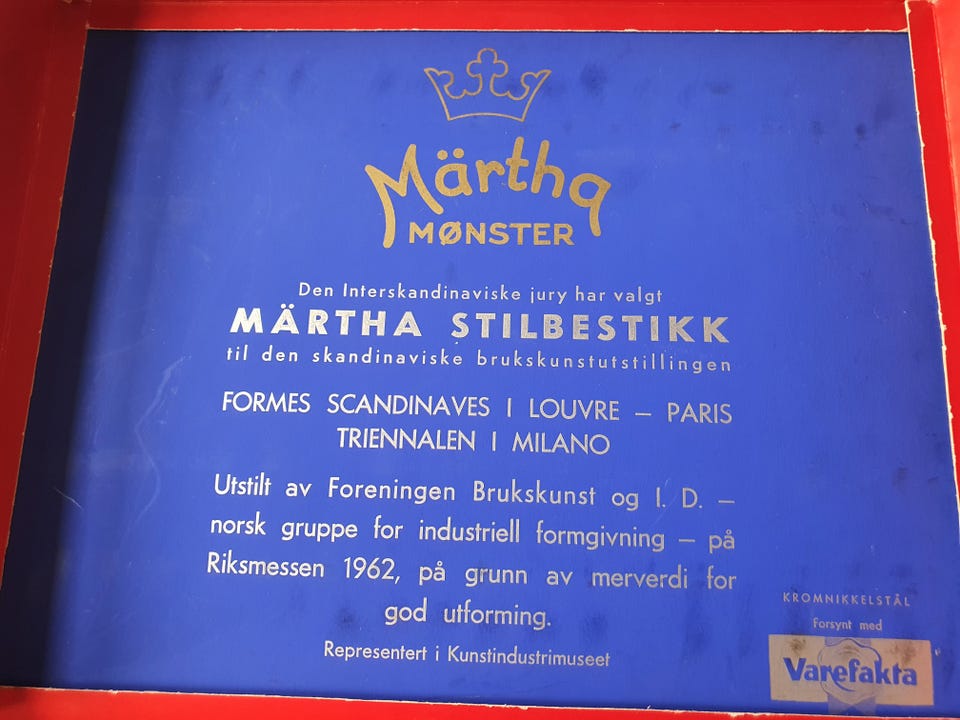 Märtha
MØNSTER
Den Interskandinaviske jury har valgt
MÄRTHA STILBESTIKK
til den skandinaviske brukskunstutstillingen
FORMES SCANDINAVES I LOUVRE — PARIS
TRIENNALEN I MILANO
Utstilt av Foreningen Brukskunst og I. D. —
norsk gruppe for industriell formgivning — på
Riksmessen 1962, på grunn av merverdi for
god utforming.
Representert i Kunstindustrimuseet
KROMNIKKELSTÅL
forsynt med
Varefakta